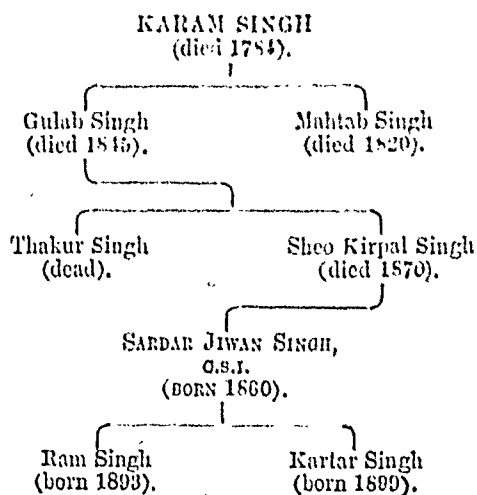 KARAM SINGH
(died 1784).
Gulab Singh
(died 1845).
Mahtab Singh
(died 1820).
Thakur Singh
(dead).
Sheo Kirpal Singh
(died 1870).
SARDAR JIWAN SINGH,
C.S.I.
(BORN 1860).
Ram Singh
(born 1893).
Kartar Singh
(born 1899).